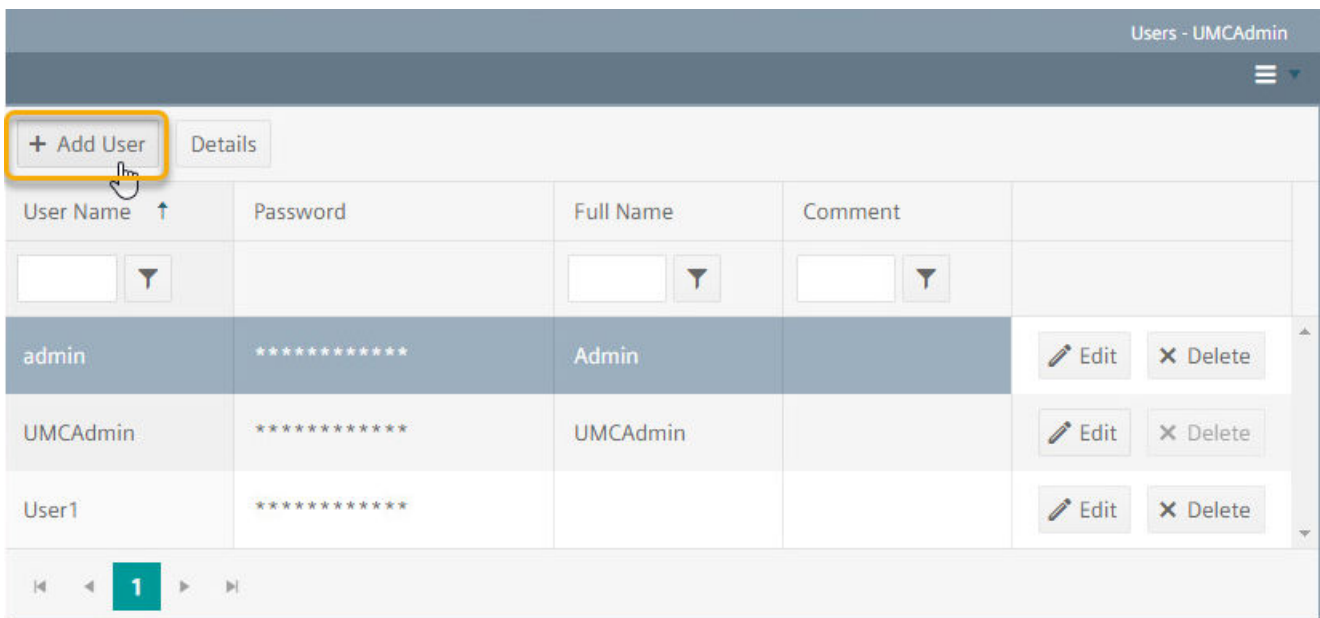 Users - UMCAdmin
+ Add User Details
User Name ↑ Password Full Name Comment
admin ************ Admin Edit × Delete
UMCAdmin ************ UMCAdmin Edit × Delete
User1 ************ Edit × Delete
1